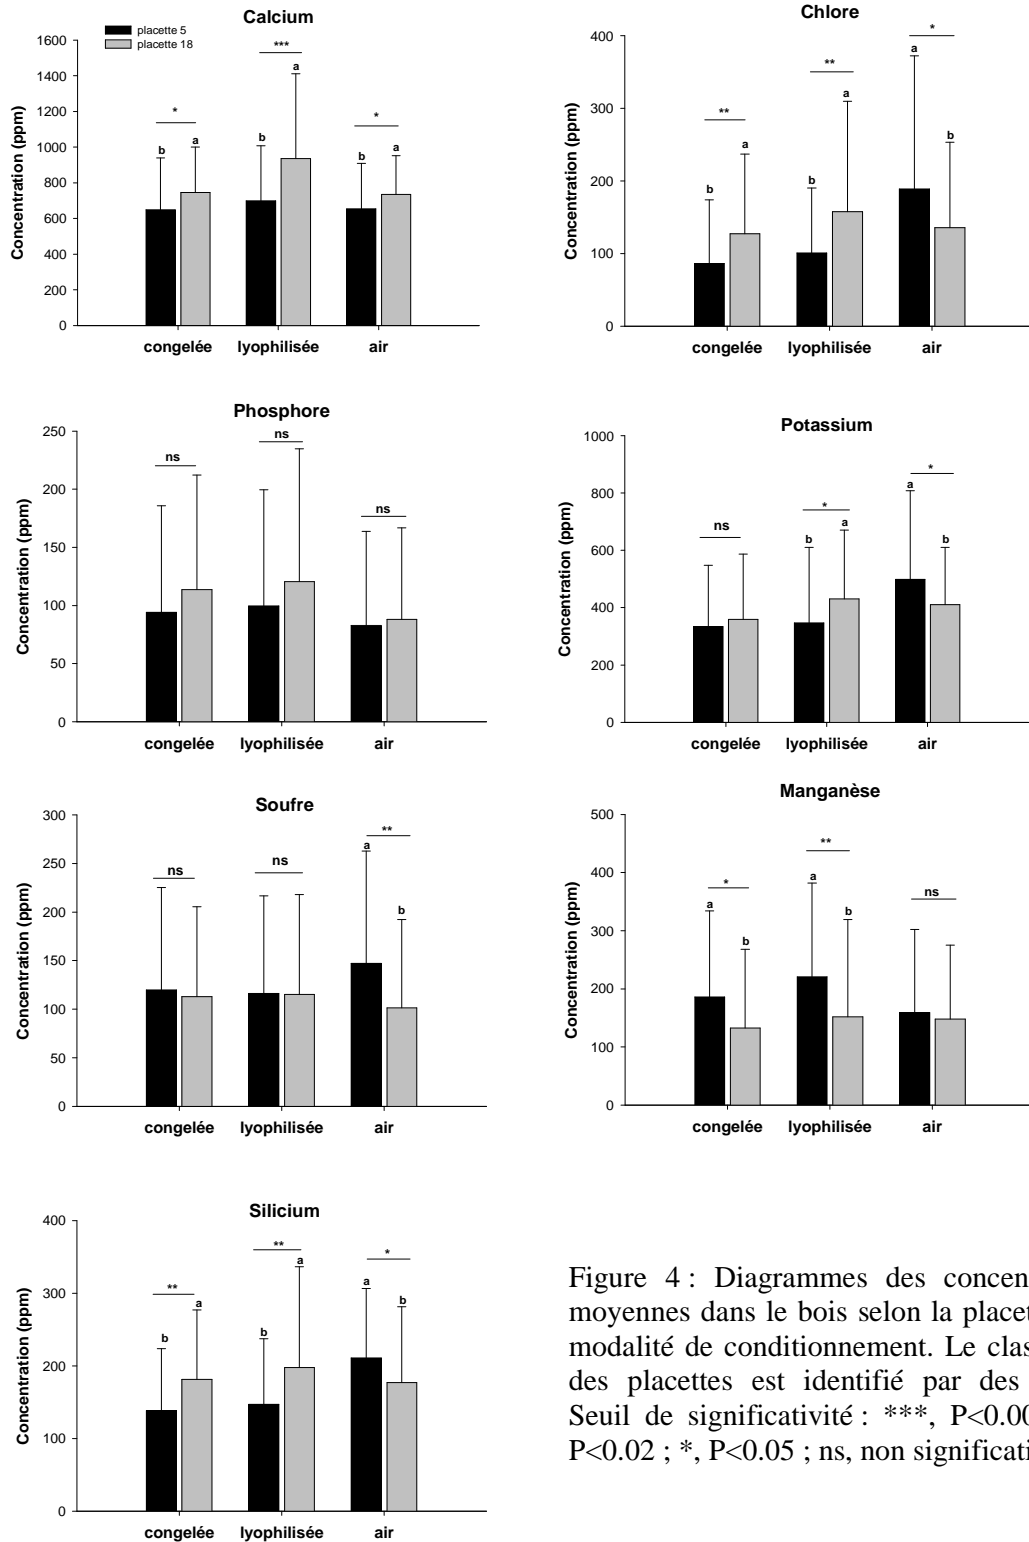 Calcium
placette 5
placette 18
Concentration (ppm)
1600
1400
1200
1000
800
600
400
200
0
* *** *
b a b a b a
congelée lyophilisée air
Chlore
Concentration (ppm)
400
300
200
100
0
** ** *
b a b a a b
congelée lyophilisée air
Phosphore
Concentration (ppm)
250
200
150
100
50
0
ns ns ns
congelée lyophilisée air
Potassium
Concentration (ppm)
1000
800
600
400
200
0
ns * *
b a a b
congelée lyophilisée air
Soufre
Concentration (ppm)
300
250
200
150
100
50
0
ns ns **
a b
congelée lyophilisée air
Manganèse
Concentration (ppm)
500
400
300
200
100
0
* ** ns
a b a b
congelée lyophilisée air
Silicium
Concentration (ppm)
400
300
200
100
0
** ** *
b a b a a b
congelée lyophilisée air
Figure 4 : Diagrammes des concen
moyennes dans le bois selon la placet
modalité de conditionnement. Le clas
des placettes est identifié par des
Seuil de significativité : ***, P<0.00
P<0.02 ; *, P<0.05 ; ns, non significati